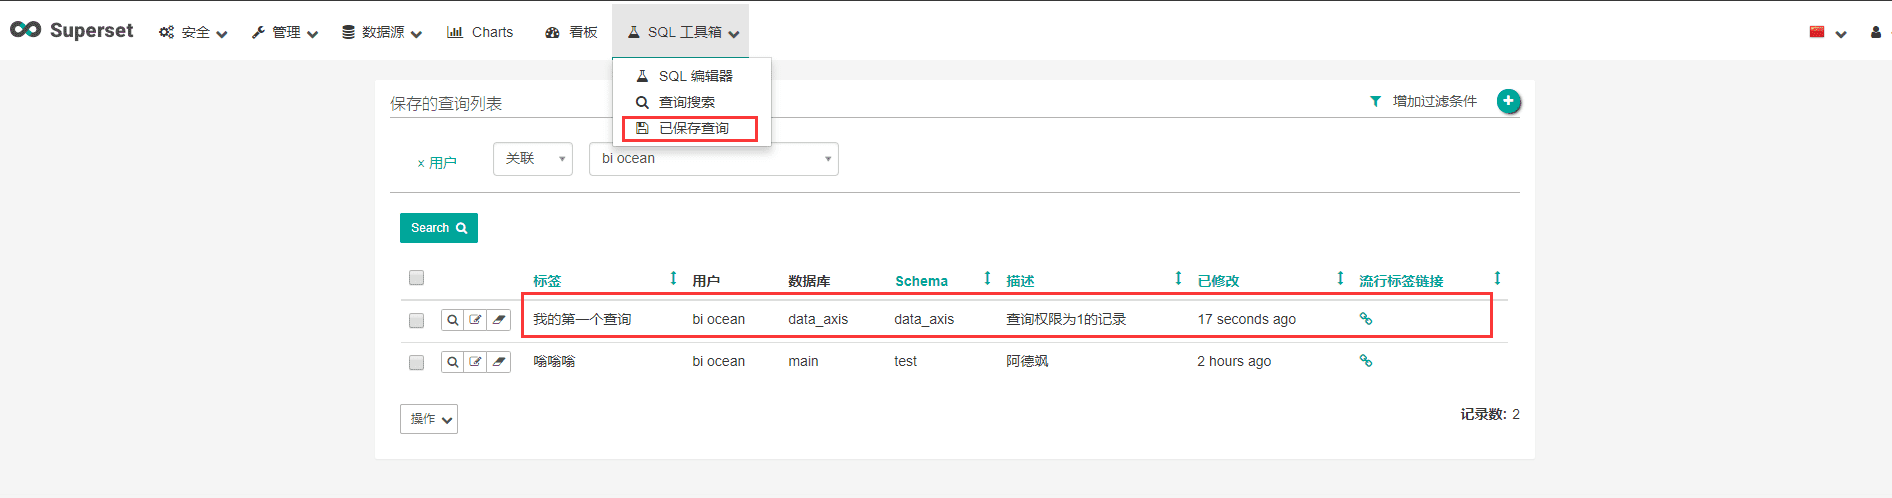 Superset 安全 管理 数据源 Charts 看板 SQL 工具箱
SQL 编辑器
查询搜索
已保存查询
保存的查询列表 增加过滤条件
x 用户 关联 bi ocean
Search
标签 用户 数据库 Schema 描述 已修改 流行标签链接
我的第一个查询 bi ocean data_axis data_axis 查询权限为1的记录 17 seconds ago
嗡嗡嗡 bi ocean main test 阿德飒 2 hours ago
操作 记录数: 2